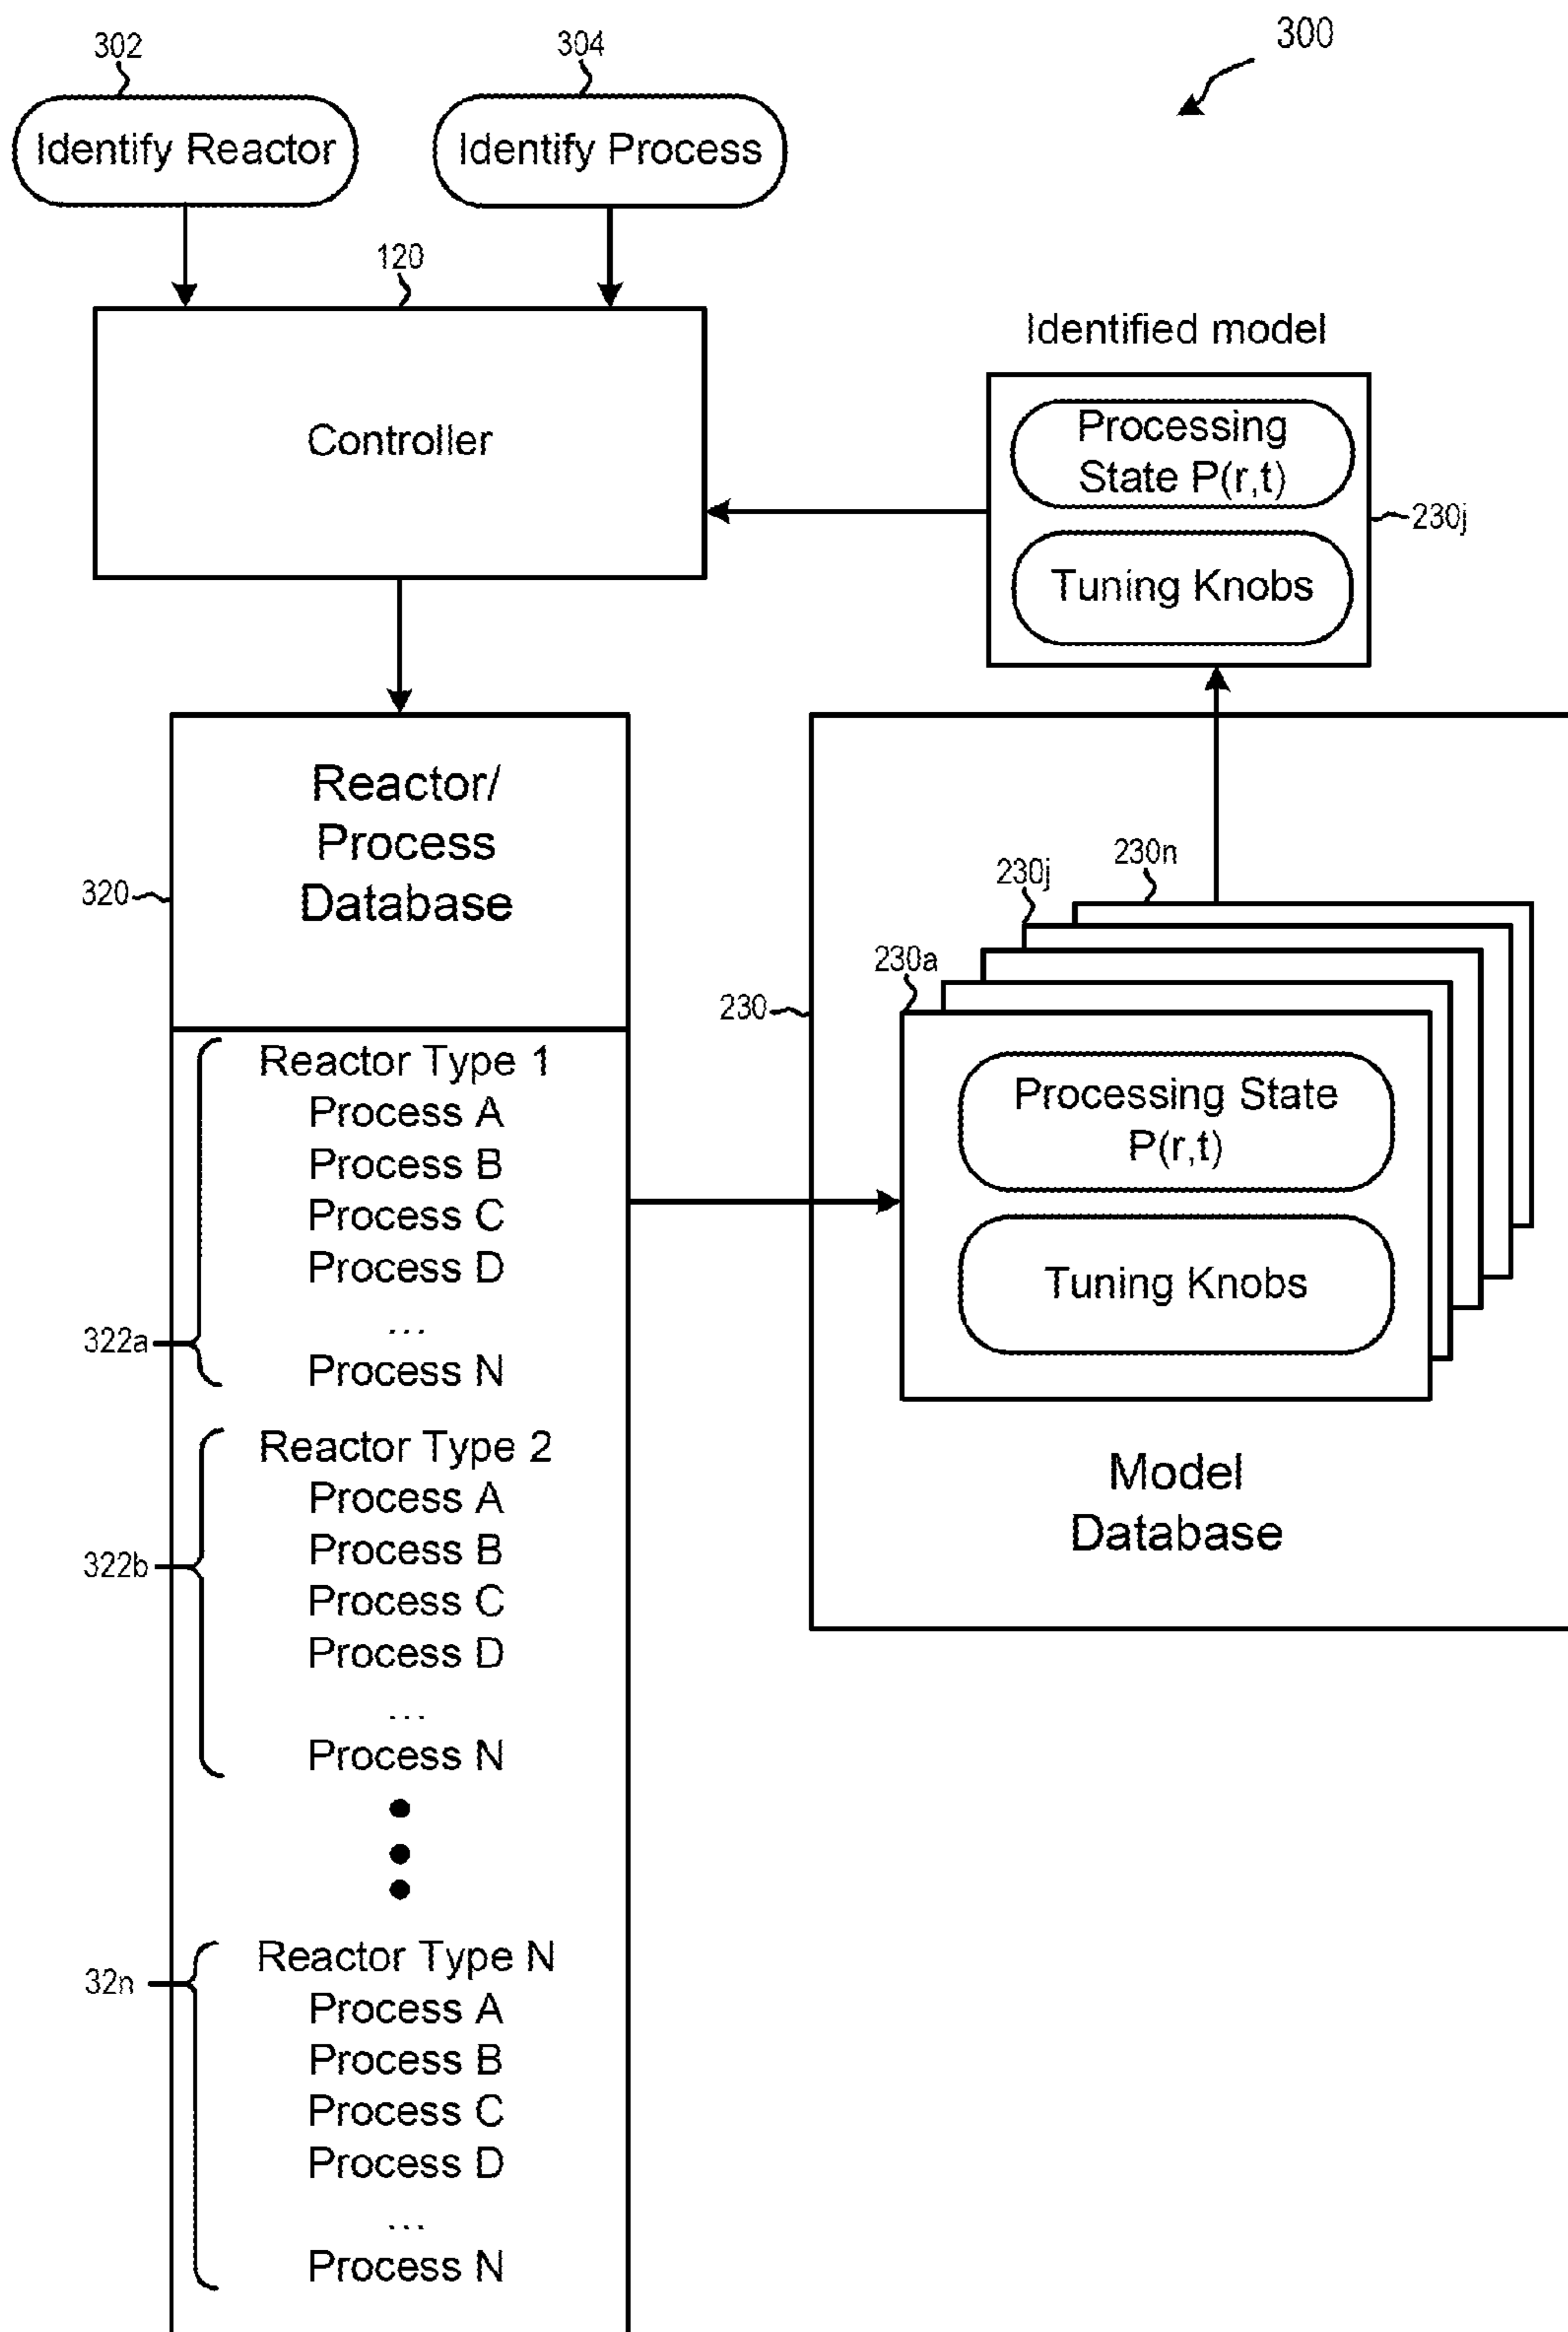 300
302
304
Identify Reactor
Identify Process
120
Controller
Identified model
Processing
State P(r,t)
Tuning Knobs
230j
Reactor/
Process
Database
320
Reactor Type 1
Process A
Process B
Process C
Process D
...
Process N
322a
Reactor Type 2
Process A
Process B
Process C
Process D
...
Process N
322b
Reactor Type N
Process A
Process B
Process C
Process D
...
Process N
32n
230n
230j
230a
230
Processing State
P(r,t)
Tuning Knobs
Model
Database